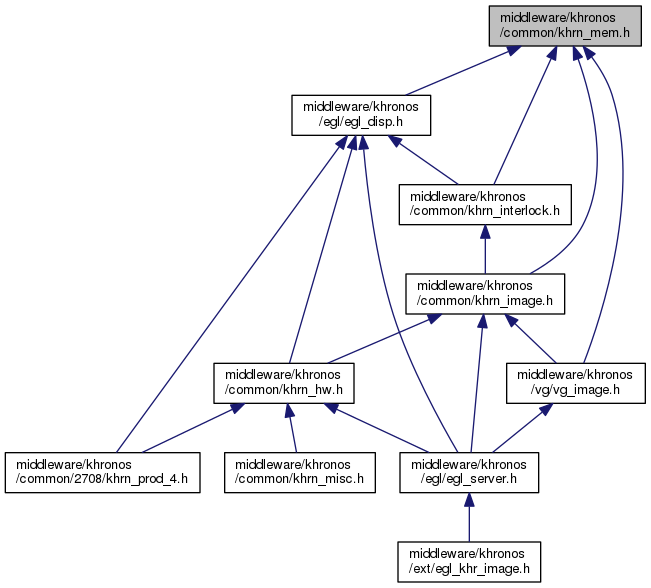 middleware/khronos
/common/khrn_mem.h
middleware/khronos
/egl/egl_disp.h
middleware/khronos
/common/khrn_interlock.h
middleware/khronos
/common/khrn_image.h
middleware/khronos
/common/khrn_hw.h
middleware/khronos
/vg/vg_image.h
middleware/khronos
/common/2708/khrn_prod_4.h
middleware/khronos
/common/khrn_misc.h
middleware/khronos
/egl/egl_server.h
middleware/khronos
/ext/egl_khr_image.h